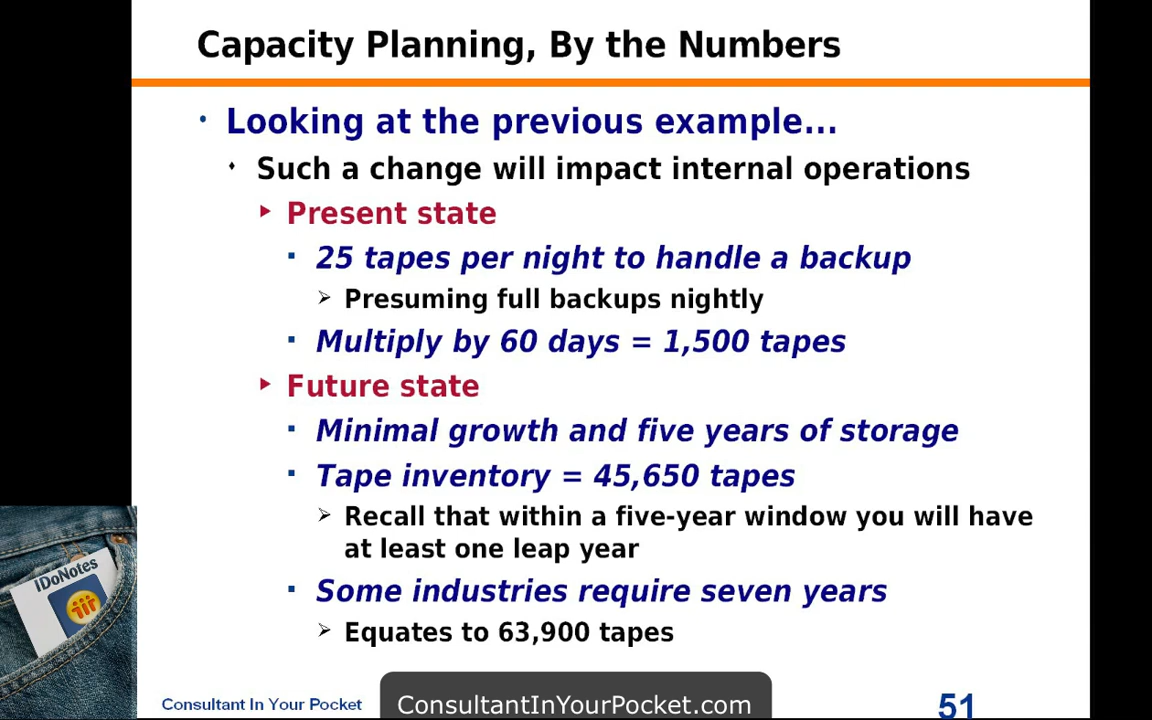 Capacity Planning, By the Numbers
Looking at the previous example...
Such a change will impact internal operations
Present state
25 tapes per night to handle a backup
Presuming full backups nightly
Multiply by 60 days = 1,500 tapes
Future state
Minimal growth and five years of storage
Tape inventory = 45,650 tapes
Recall that within a five-year window you will have
at least one leap year
Some industries require seven years
Equates to 63,900 tapes
IDoNotes
Consultant In Your Pocket
ConsultantInYourPocket.com
51